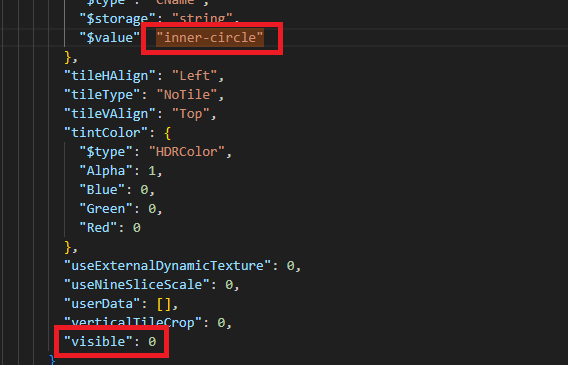 "$type": "CName",
"$storage": "string",
"$value" "inner-circle"
},
"tileHAlign": "Left",
"tileType": "NoTile",
"tileVAlign": "Top",
"tintColor": {
"$type": "HDRColor",
"Alpha": 1,
"Blue": 0,
"Green": 0,
"Red": 0
},
"useExternalDynamicTexture": 0,
"useNineSliceScale": 0,
"userData": [],
"verticalTileCrop": 0,
"visible": 0
}